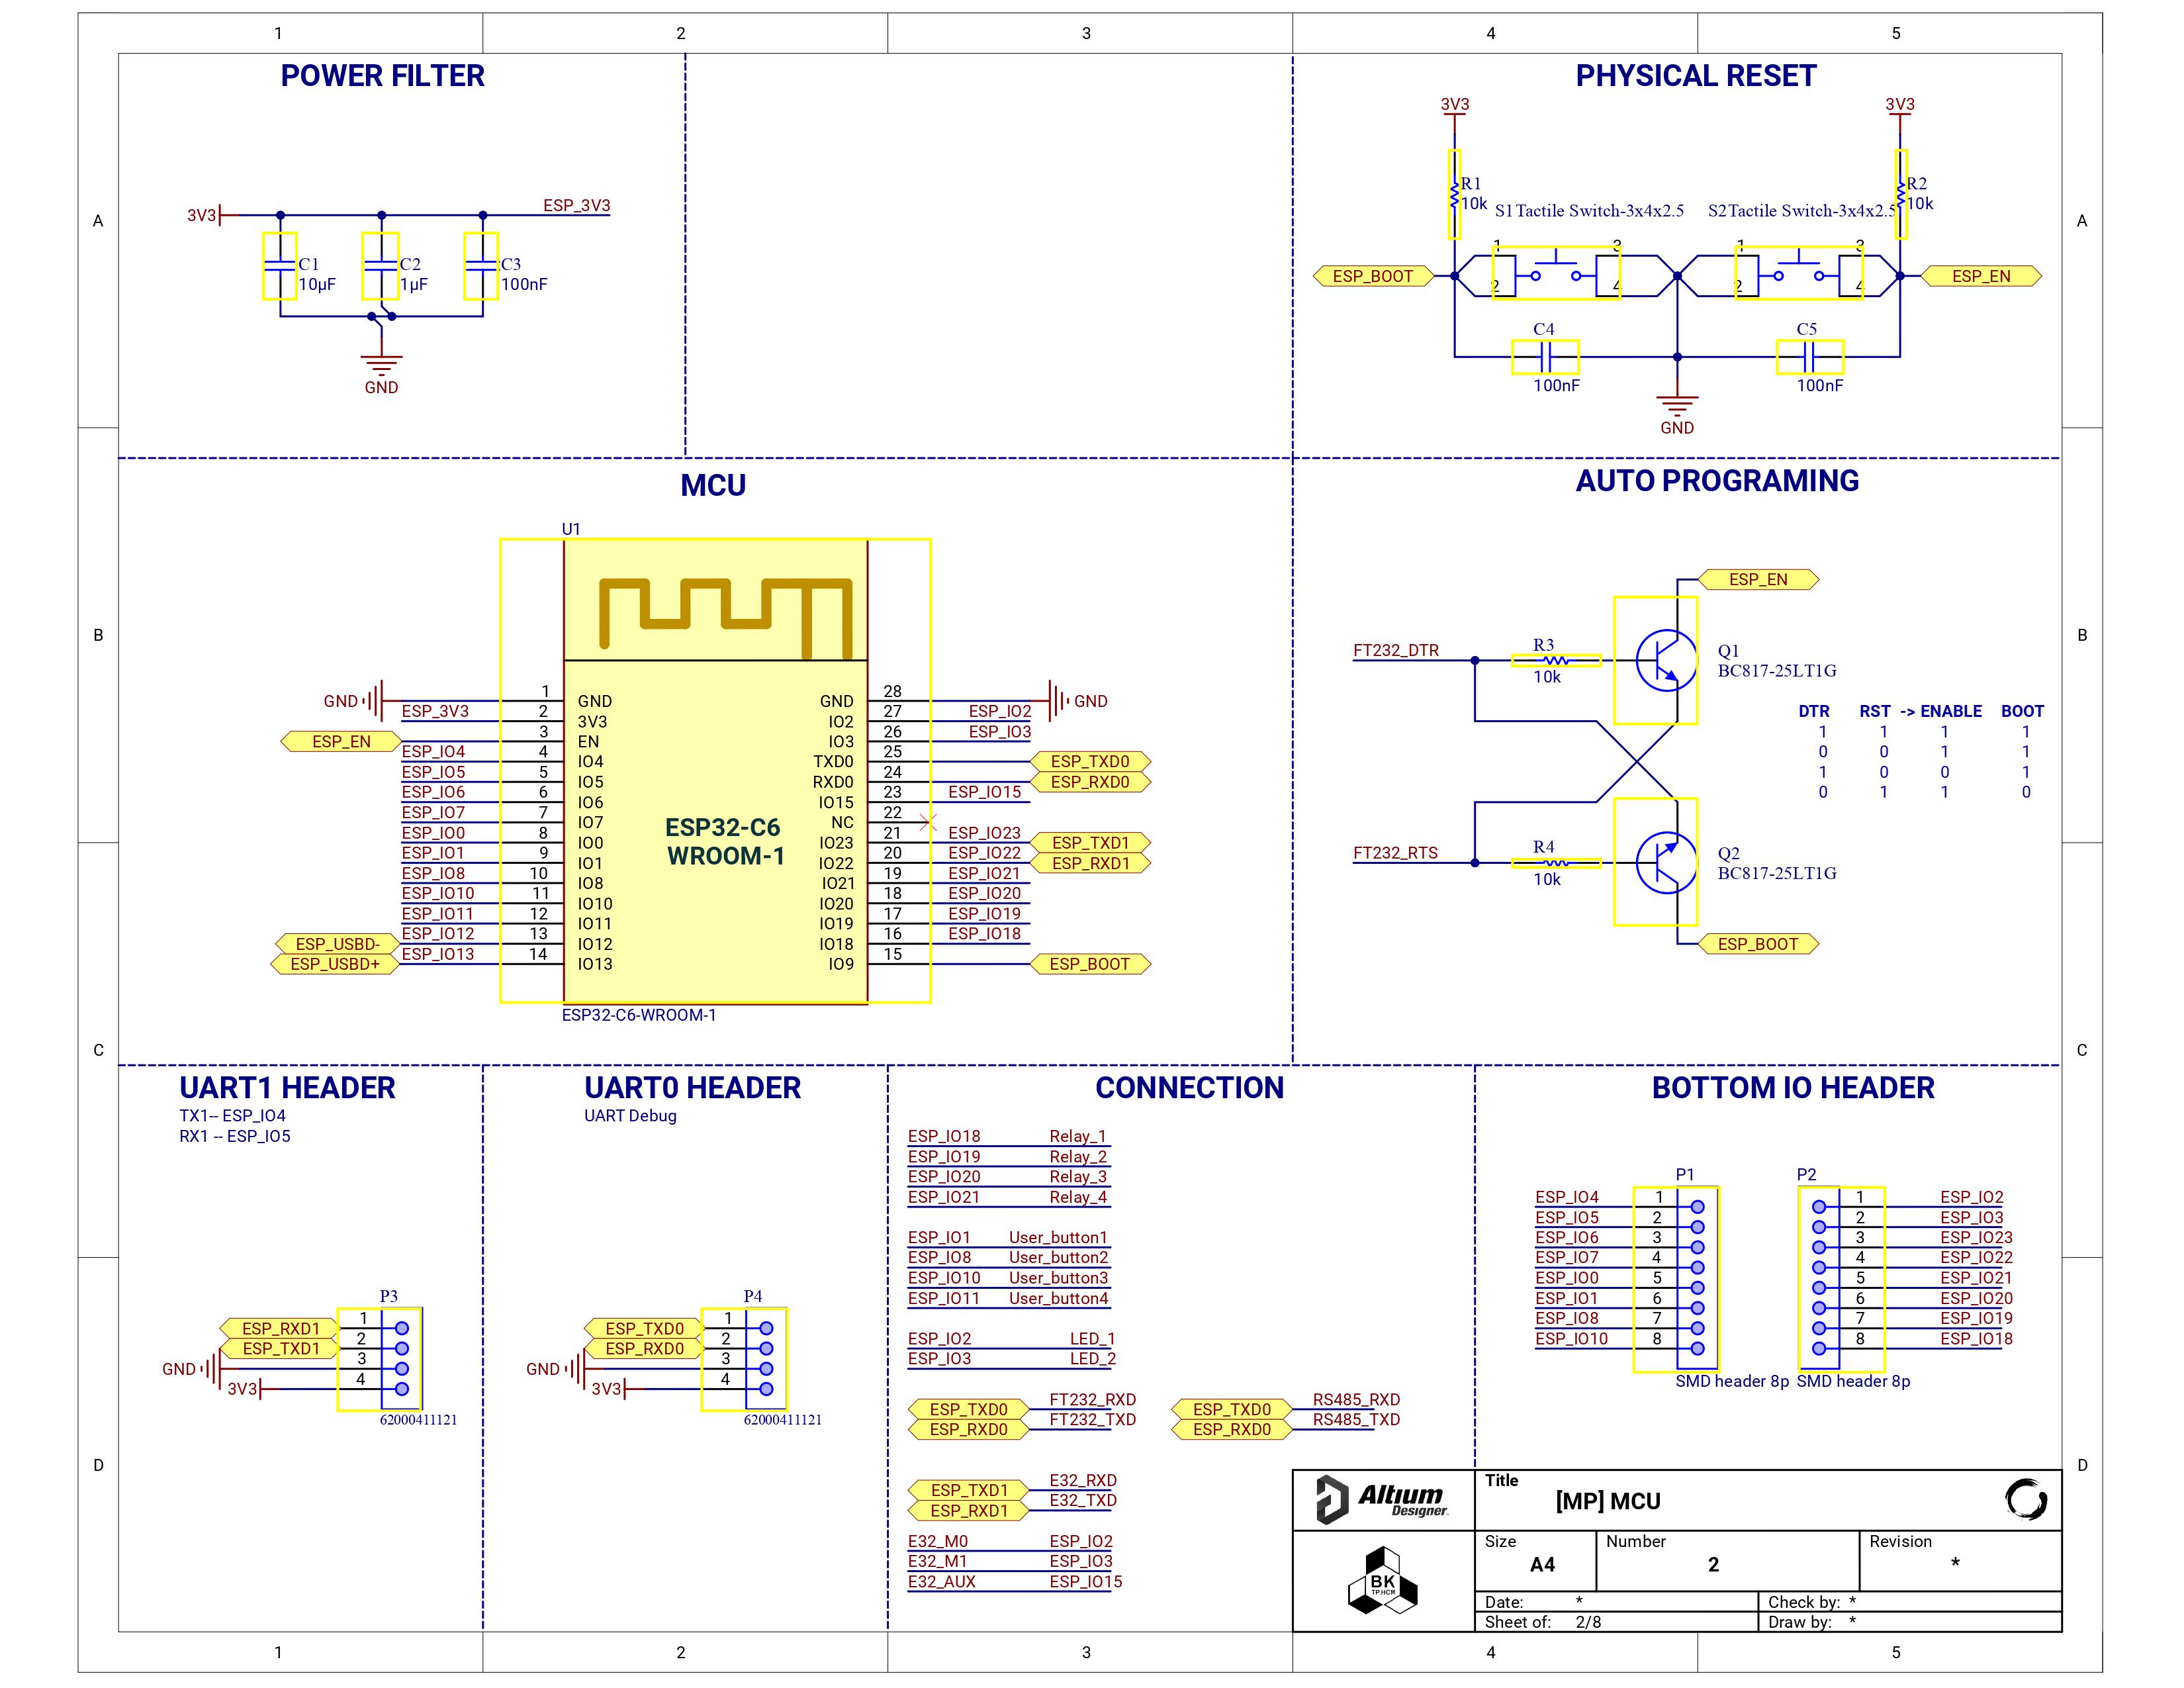 1 2 3 4 5
POWER FILTER
PHYSICAL RESET
A
A
3V3
ESP_3V3
C1
10µF
C2
1µF
C3
100nF
GND
3V3
3V3
R1
10k
R2
10k
S1 Tactile Switch-3x4x2.5
S2 Tactile Switch-3x4x2.5
ESP_BOOT
1 3
2 4
1 3
2 4
ESP_EN
C4
100nF
C5
100nF
GND
MCU
AUTO PROGRAMING
B
B
U1
GND 1 GND
ESP_3V3 2 3V3
ESP_EN 3 EN
ESP_IO4 4 IO4
ESP_IO5 5 IO5
ESP_IO6 6 IO6
ESP_IO7 7 IO7
ESP_IO0 8 IO0
ESP_IO1 9 IO1
ESP_IO8 10 IO8
ESP_IO10 11 IO10
ESP_IO11 12 IO11
ESP_USBD- ESP_IO12 13 IO12
ESP_USBD+ ESP_IO13 14 IO13
ESP32-C6
WROOM-1
GND 28 GND
IO2 27 ESP_IO2
IO3 26 ESP_IO3
TXD0 25 ESP_TXD0
RXD0 24 ESP_RXD0
IO15 23 ESP_IO15
NC 22
IO23 21 ESP_IO23 ESP_TXD1
IO22 20 ESP_IO22 ESP_RXD1
IO21 19 ESP_IO21
IO20 18 ESP_IO20
IO19 17 ESP_IO19
IO18 16 ESP_IO18
IO9 15 ESP_BOOT
ESP32-C6-WROOM-1
ESP_EN
FT232_DTR
R3
10k
Q1
BC817-25LT1G
DTR RST -> ENABLE BOOT
1 1 1 1
0 0 1 1
1 0 0 1
0 1 1 0
FT232_RTS
R4
10k
Q2
BC817-25LT1G
ESP_BOOT
C
C
UART1 HEADER
TX1-- ESP_IO4
RX1 -- ESP_IO5
P3
ESP_RXD1 1
ESP_TXD1 2
GND 3
3V3 4
62000411121
UART0 HEADER
UART Debug
P4
ESP_TXD0 1
ESP_RXD0 2
GND 3
3V3 4
62000411121
CONNECTION
ESP_IO18 Relay_1
ESP_IO19 Relay_2
ESP_IO20 Relay_3
ESP_IO21 Relay_4
ESP_IO1 User_button1
ESP_IO8 User_button2
ESP_IO10 User_button3
ESP_IO11 User_button4
ESP_IO2 LED_1
ESP_IO3 LED_2
ESP_TXD0 FT232_RXD
ESP_RXD0 FT232_TXD
ESP_TXD0 RS485_RXD
ESP_RXD0 RS485_TXD
ESP_TXD1 E32_RXD
ESP_RXD1 E32_TXD
E32_M0 ESP_IO2
E32_M1 ESP_IO3
E32_AUX ESP_IO15
BOTTOM IO HEADER
P1
ESP_IO4 1
ESP_IO5 2
ESP_IO6 3
ESP_IO7 4
ESP_IO0 5
ESP_IO1 6
ESP_IO8 7
ESP_IO10 8
SMD header 8p
P2
1 ESP_IO2
2 ESP_IO3
3 ESP_IO23
4 ESP_IO22
5 ESP_IO21
6 ESP_IO20
7 ESP_IO19
8 ESP_IO18
SMD header 8p
D
D
Altium
Designer.
BK
TP.HCM
Title
[MP] MCU
Size
A4
Number
2
Revision
*
Date: *
Check by: *
Sheet of: 2/8
Draw by: *
1 2 3 4 5